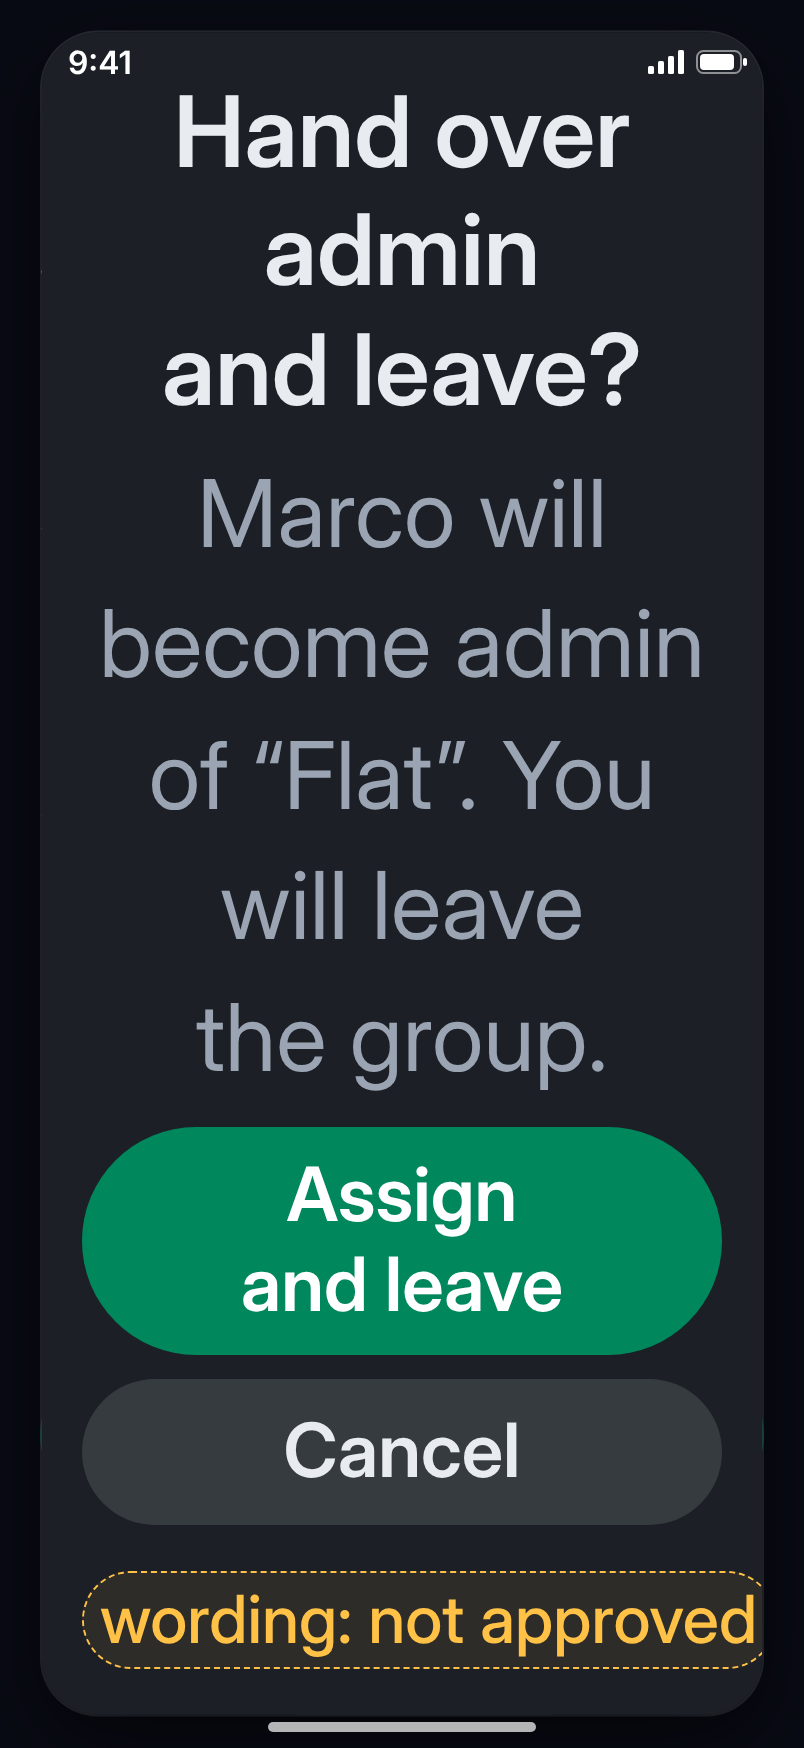 9:41
Hand over
admin
and leave?
Marco will
become admin
of “Flat”. You
will leave
the group.
Assign
and leave
Cancel
wording: not approved